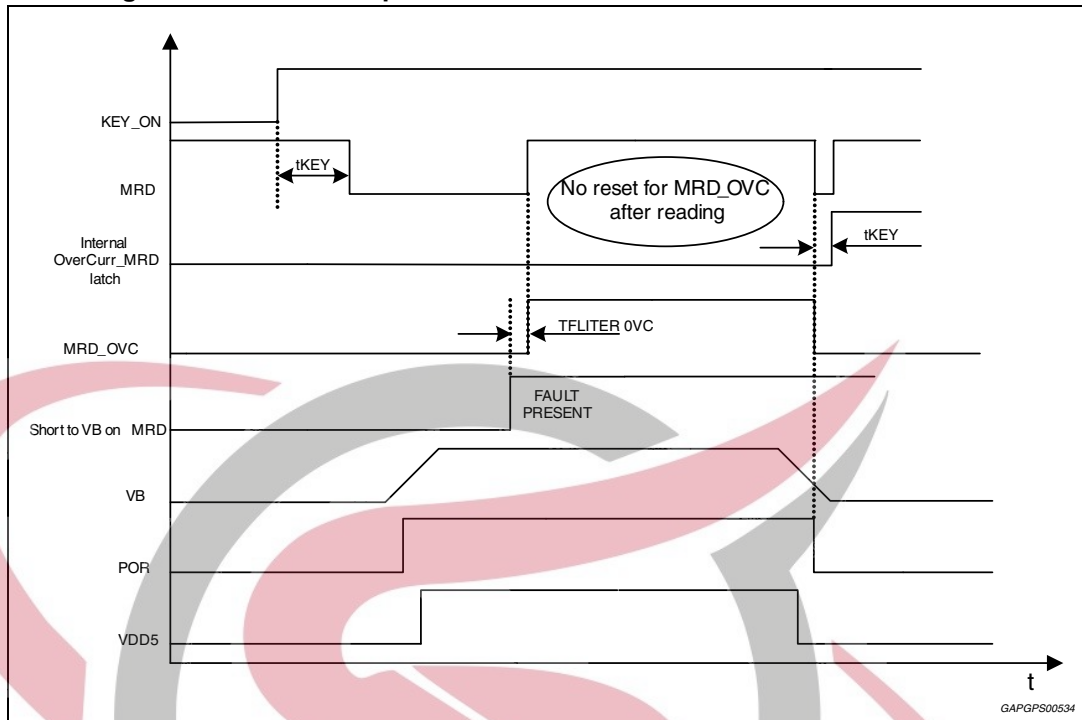 KEY_ON
tKEY
MRD
No reset for MRD_OVC
after reading
Internal
OverCurr_MRD
latch
tKEY
TFLITER 0VC
MRD_OVC
FAULT
PRESENT
Short to VB on MRD
VB
POR
VDD5
t
GAPGPS00534